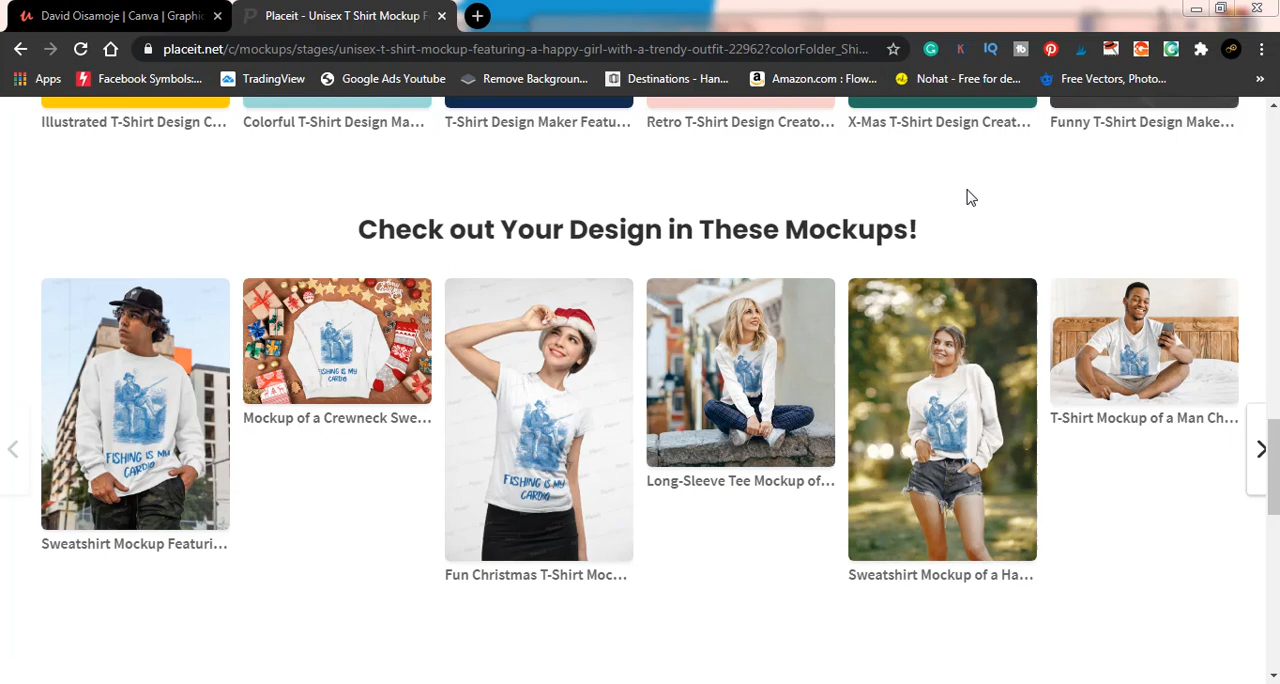 David Oisamoje | Canva | Graphic
Placeit - Unisex T Shirt Mockup F
placeit.net/c/mockups/stages/unisex-t-shirt-mockup-featuring-a-happy-girl-with-a-trendy-outfit-22962?colorFolder_Shi...
Apps
Facebook Symbols:...
TradingView
Google Ads Youtube
Remove Backgroun...
Destinations - Han...
Amazon.com : Flow...
Nohat - Free for de...
Free Vectors, Photo...
»
Illustrated T-Shirt Design C...
Colorful T-Shirt Design Ma...
T-Shirt Design Maker Featu...
Retro T-Shirt Design Creato...
X-Mas T-Shirt Design Creat...
Funny T-Shirt Design Make...
Check out Your Design in These Mockups!
FISHING IS MY
CARDIO
Sweatshirt Mockup Featuri...
FISHING IS MY
CARDIO
Mockup of a Crewneck Swe...
FISHING IS MY
CARDIO
Fun Christmas T-Shirt Moc...
Long-Sleeve Tee Mockup of...
Sweatshirt Mockup of a Ha...
T-Shirt Mockup of a Man Ch...